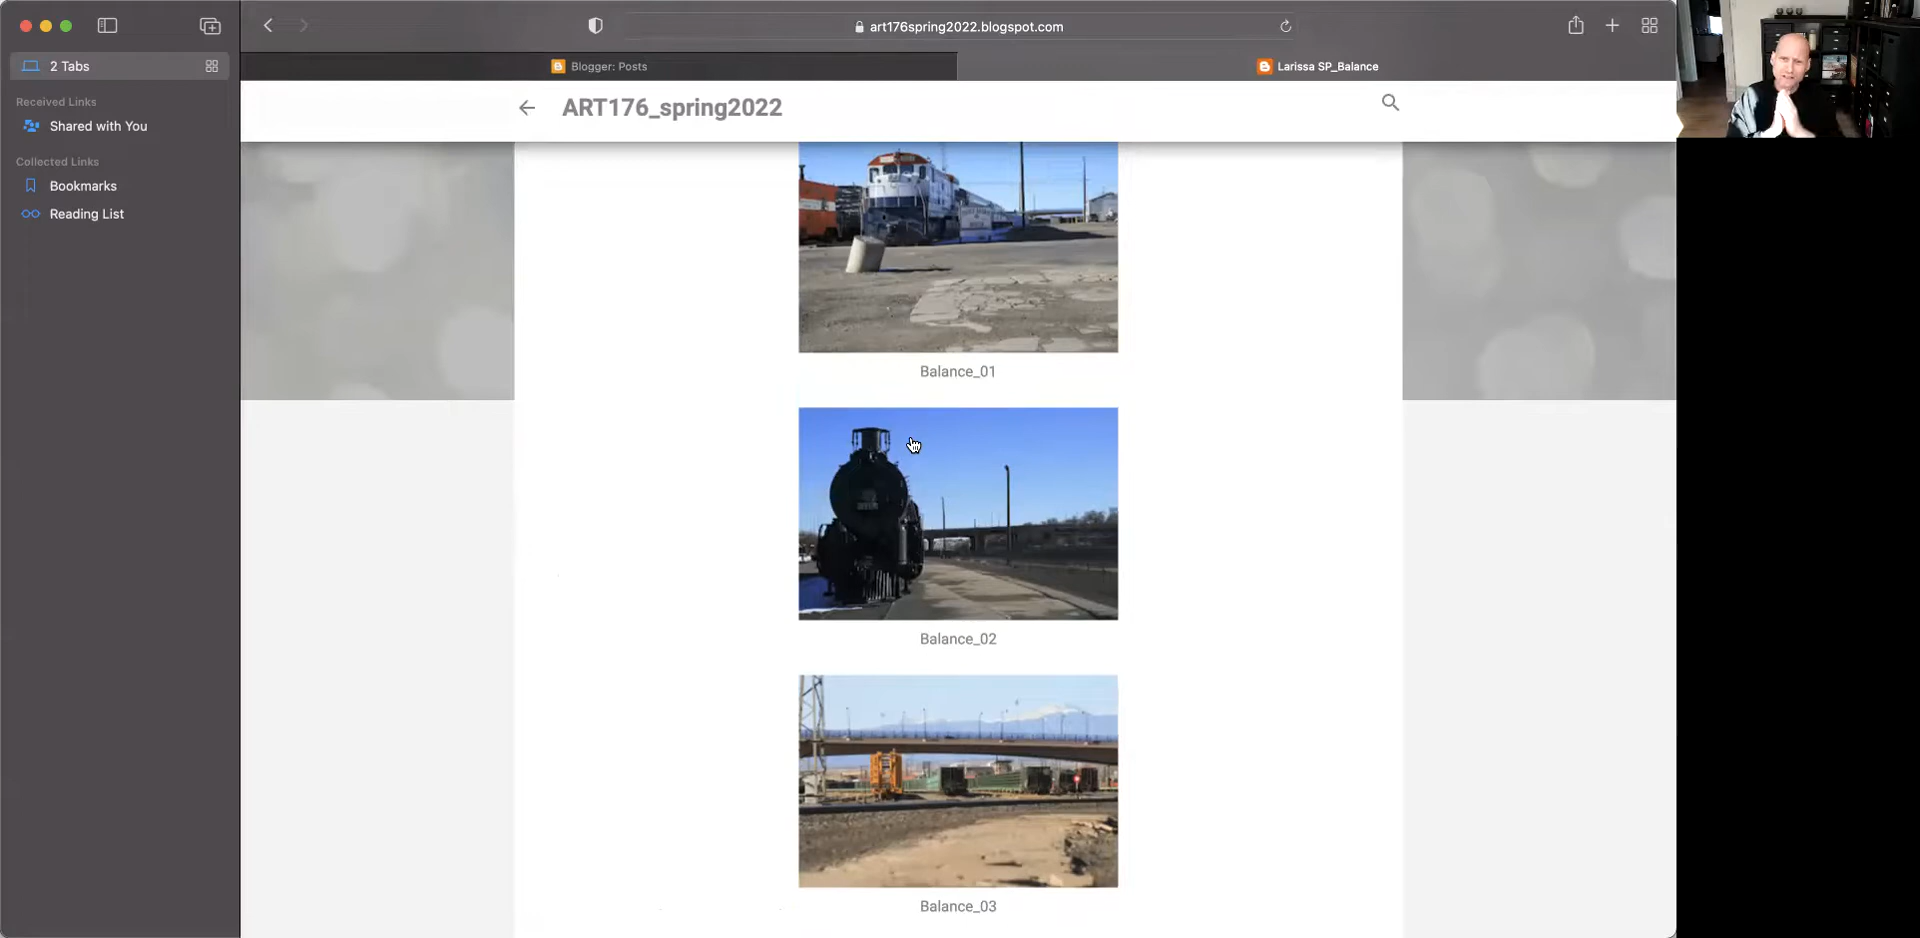 art176spring2022.blogspot.com
2 Tabs
Blogger: Posts
Larissa SP_Balance
Received Links
Shared with You
ART176_spring2022
Collected Links
Bookmarks
Reading List
Balance_01
Balance_02
Balance_03